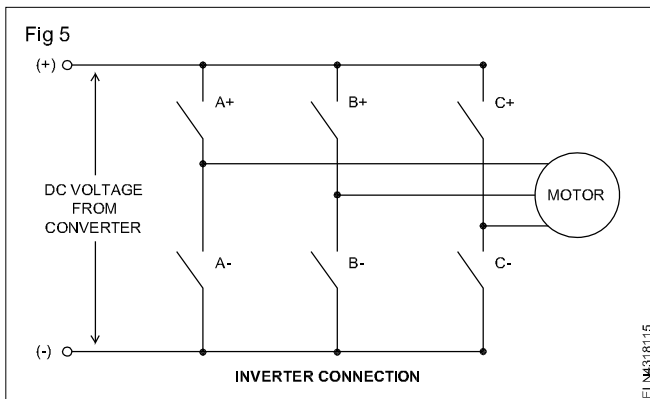 Fig 5
(+)
A+
B+
C+
DC VOLTAGE
FROM
CONVERTER
MOTOR
A-
B-
C-
(-)
INVERTER CONNECTION